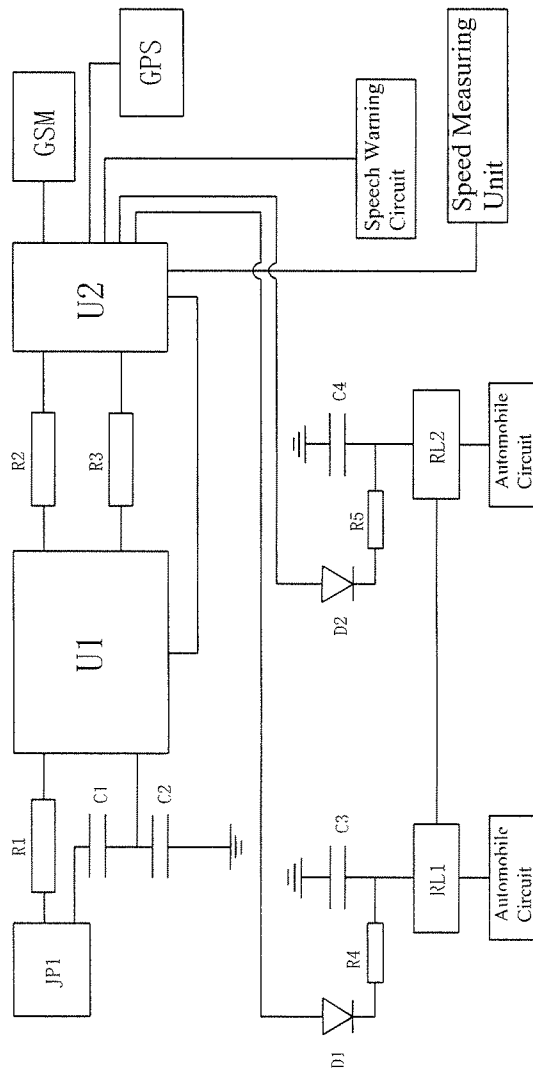 GSM
GPS
U2
Speech Warning
Circuit
Speed Measuring
Unit
R2
R3
U1
C4
R5
D2
RL2
Automobile
Circuit
R1
C1
C2
JP1
C3
R4
D1
RL1
Automobile
Circuit